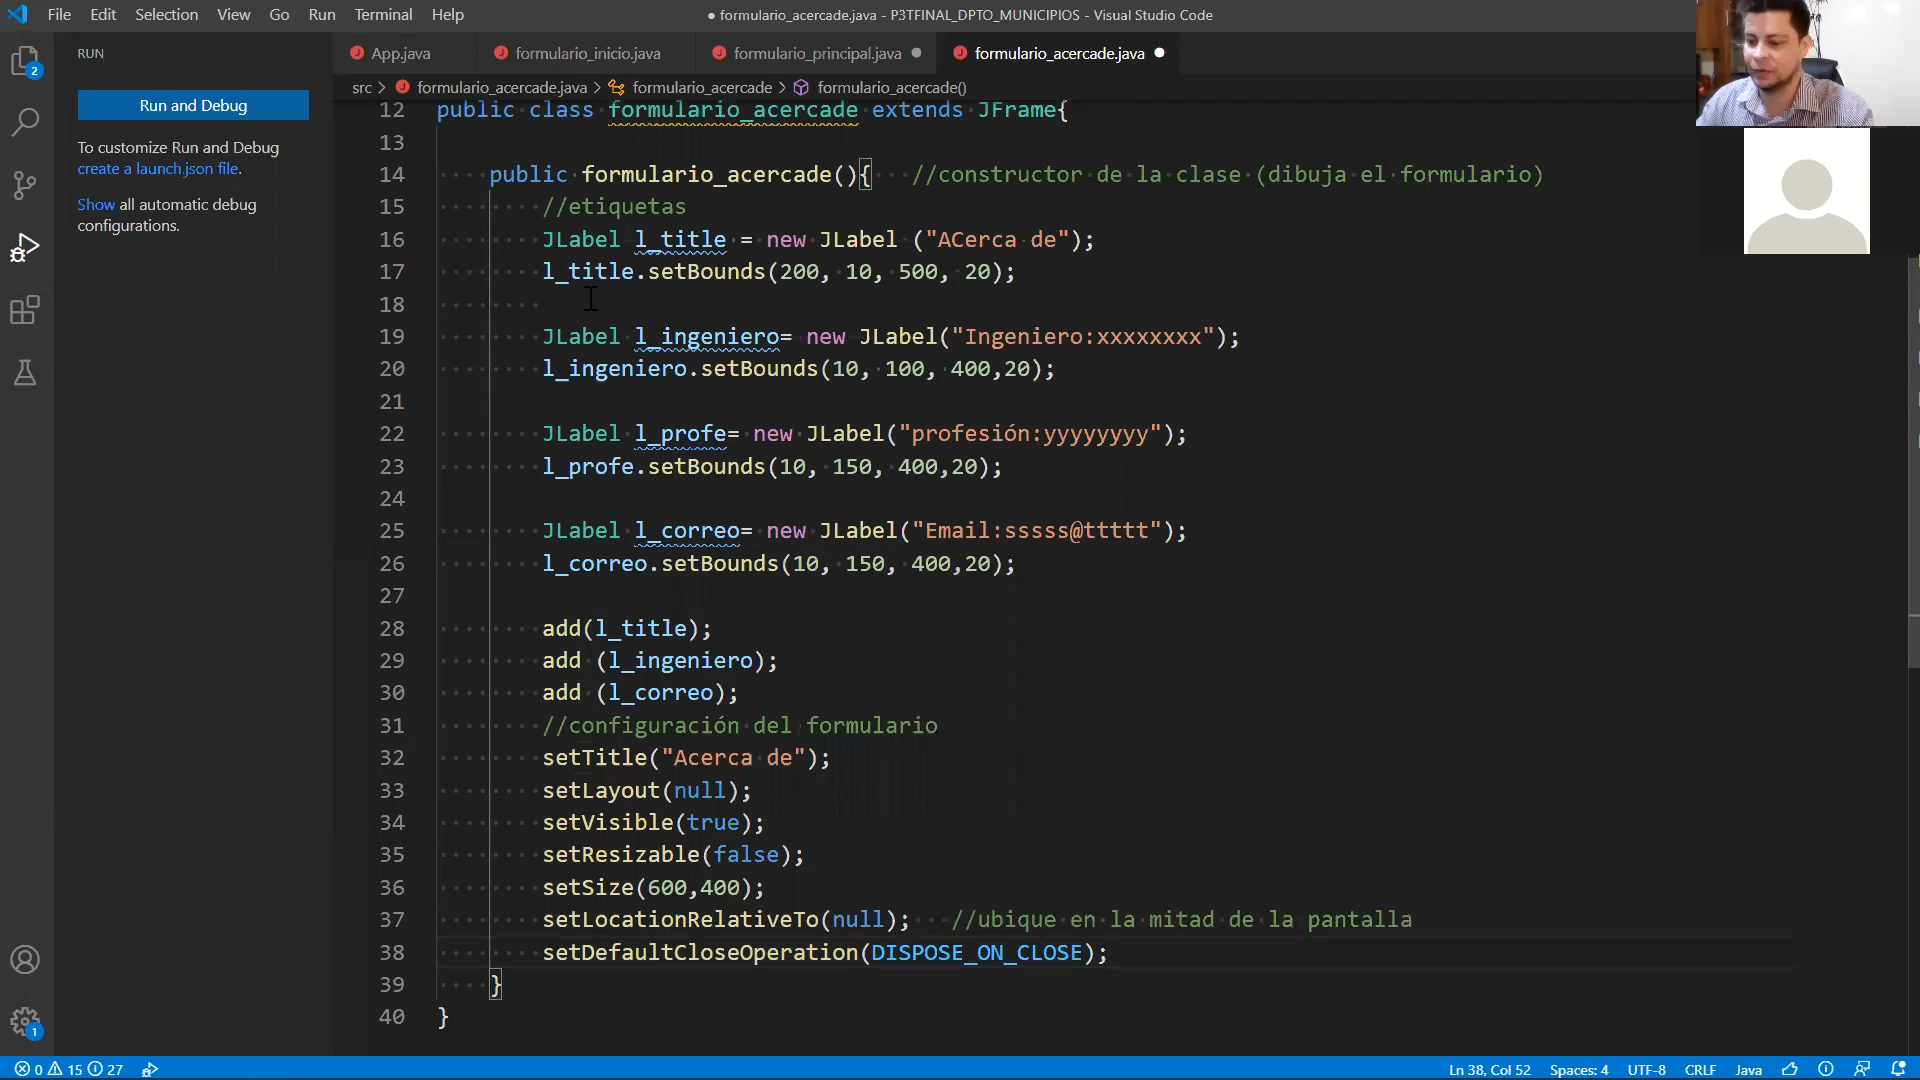 File Edit Selection View Go Run Terminal Help
● formulario_acercade.java - P3TFINAL_DPTO_MUNICIPIOS - Visual Studio Code
RUN
App.java formulario_inicio.java formulario_principal.java ● formulario_acercade.java ●
src > formulario_acercade.java > formulario_acercade > formulario_acercade()
2
Run and Debug
To customize Run and Debug
create a launch.json file.
Show all automatic debug
configurations.
12 public class formulario_acercade extends JFrame{
13
14 public formulario_acercade(){ //constructor de la clase (dibuja el formulario)
15 //etiquetas
16 JLabel l_title = new JLabel ("ACerca de");
17 l_title.setBounds(200, 10, 500, 20);
18
19 JLabel l_ingeniero= new JLabel("Ingeniero:xxxxxxxx");
20 l_ingeniero.setBounds(10, 100, 400,20);
21
22 JLabel l_profe= new JLabel("profesión:yyyyyyyy");
23 l_profe.setBounds(10, 150, 400,20);
24
25 JLabel l_correo= new JLabel("Email:sssss@ttttt");
26 l_correo.setBounds(10, 150, 400,20);
27
28 add(l_title);
29 add (l_ingeniero);
30 add (l_correo);
31 //configuración del formulario
32 setTitle("Acerca de");
33 setLayout(null);
34 setVisible(true);
35 setResizable(false);
36 setSize(600,400);
37 setLocationRelativeTo(null); //ubique en la mitad de la pantalla
38 setDefaultCloseOperation(DISPOSE_ON_CLOSE);
39 }
40 }
1
0 15 27
Ln 38, Col 52 Spaces: 4 UTF-8 CRLF Java